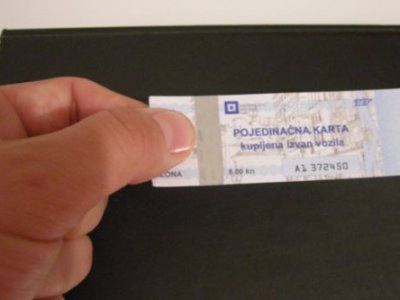 POJEDINAČNA KARTA
kupljena izvan vozila
ZONA 8.00 kn A1 372450